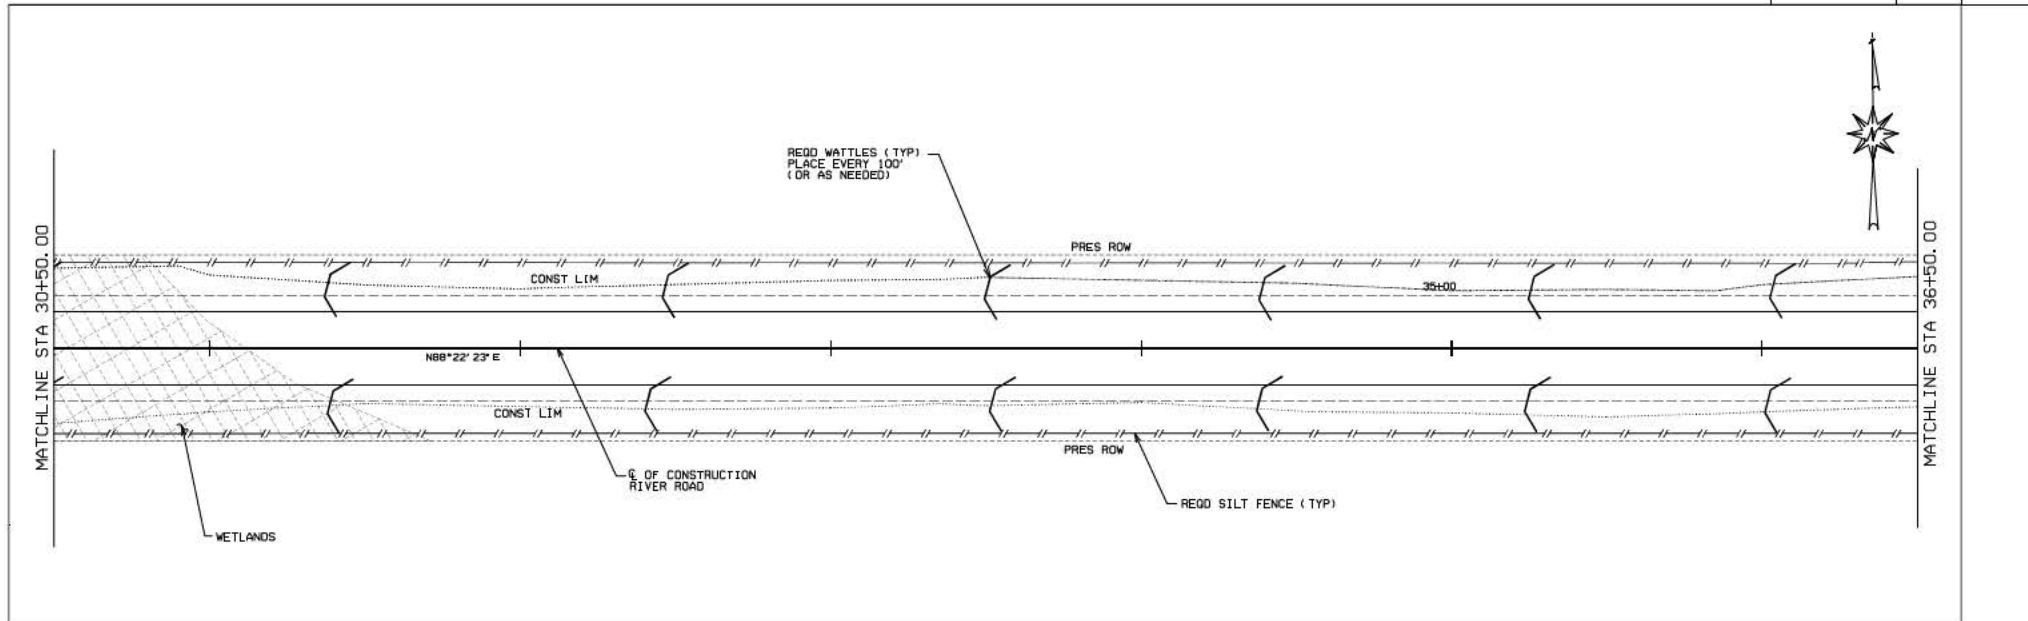 REQD WATTLES (TYP)
PLACE EVERY 100'
(OR AS NEEDED)
PRES ROW
MATCHLINE STA 30+50.00
MATCHLINE STA 36+50.00
CONST LIM
35+00
N88°22'23"E
CONST LIM
PRES ROW
℄ OF CONSTRUCTION
RIVER ROAD
REQD SILT FENCE (TYP)
WETLANDS
N